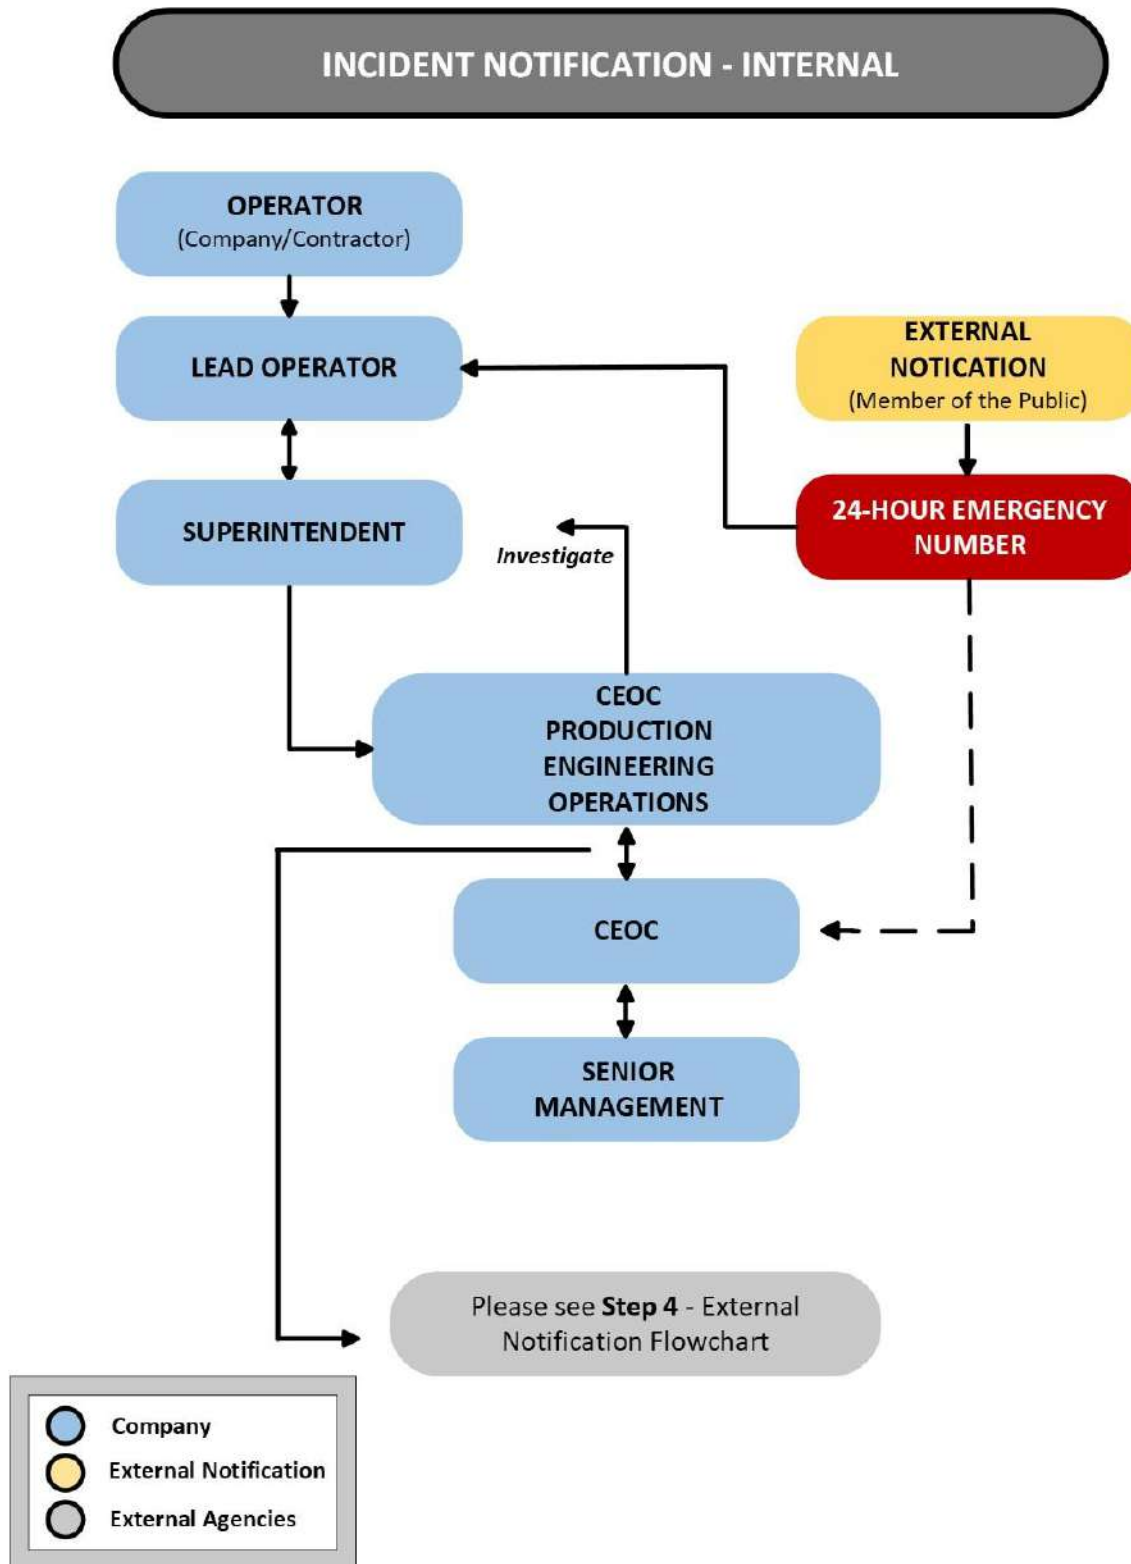 INCIDENT NOTIFICATION - INTERNAL
OPERATOR
(Company/Contractor)
LEAD OPERATOR
EXTERNAL
NOTICATION
(Member of the Public)
SUPERINTENDENT
Investigate
24-HOUR EMERGENCY
NUMBER
CEOC
PRODUCTION
ENGINEERING
OPERATIONS
CEOC
SENIOR
MANAGEMENT
Please see Step 4 - External
Notification Flowchart
Company
External Notification
External Agencies